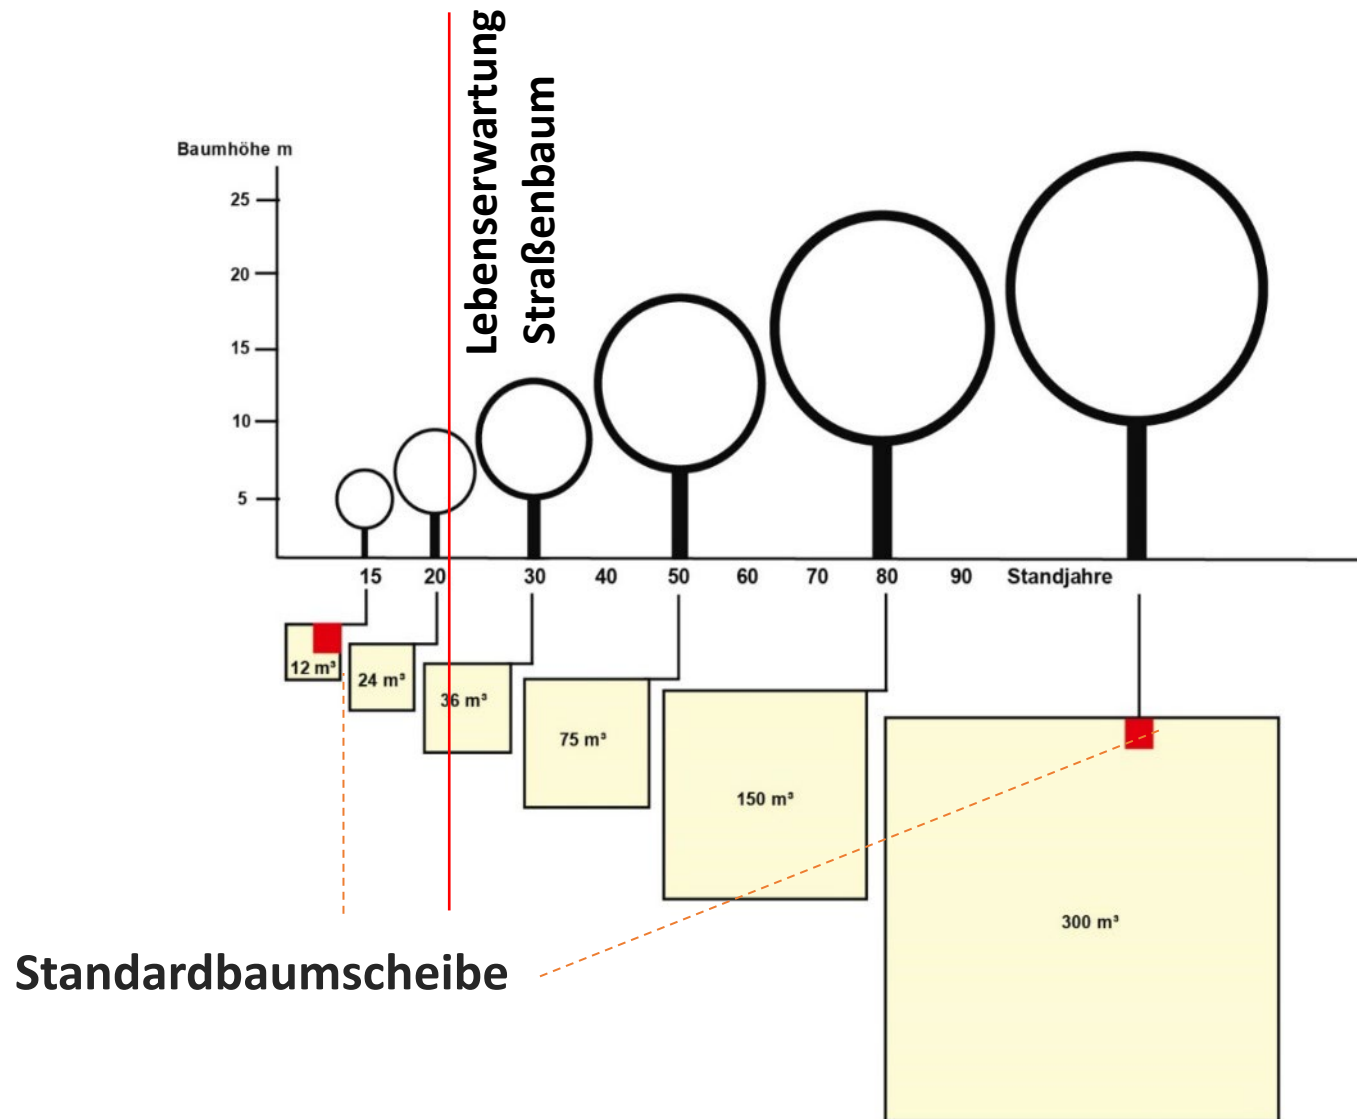 Lebenserwartung
Straßenbaum
Baumhöhe m
25
20
15
10
5
15 20 30 40 50 60 70 80 90 Standjahre
12 m³
24 m³
36 m³
75 m³
150 m³
300 m³
Standardbaumscheibe